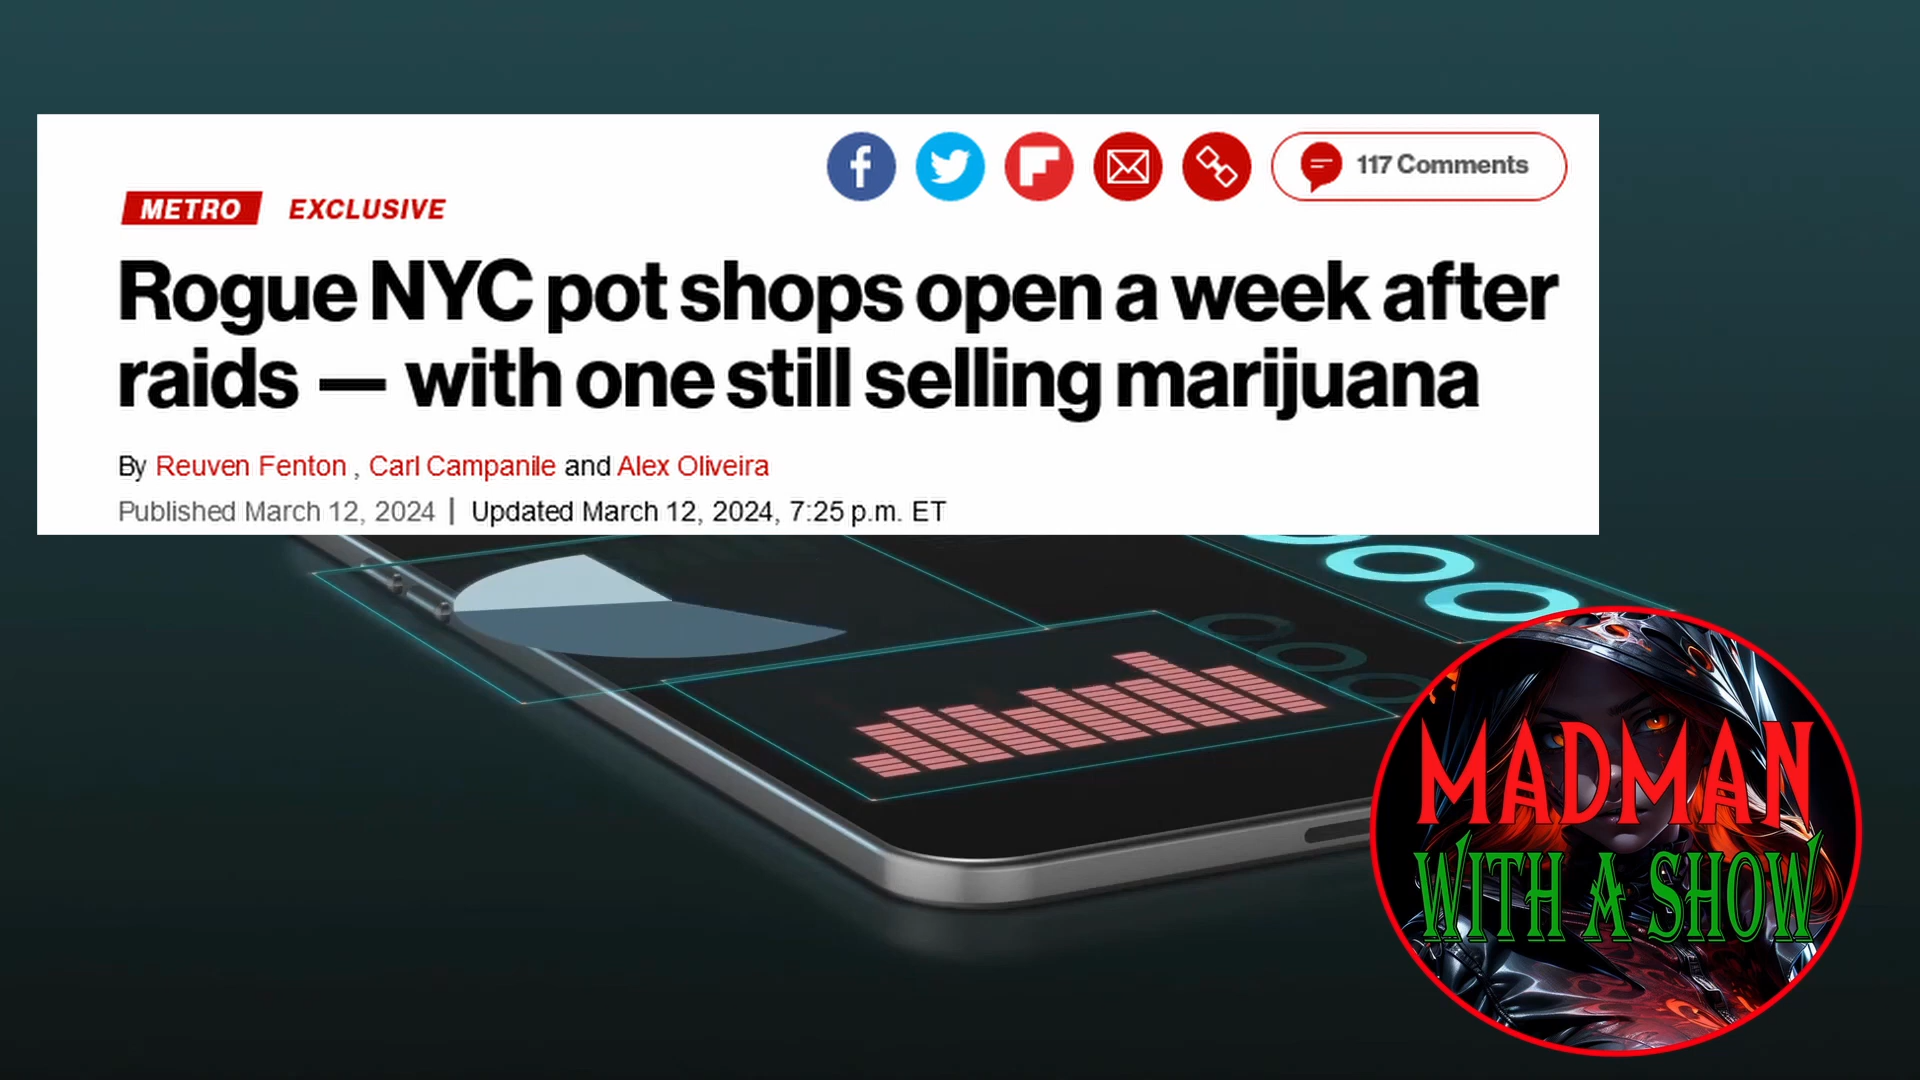 117 Comments
METRO EXCLUSIVE
Rogue NYC pot shops open a week after
raids — with one still selling marijuana
By Reuven Fenton , Carl Campanile and Alex Oliveira
Published March 12, 2024 | Updated March 12, 2024, 7:25 p.m. ET
MADMAN
WITH A SHOW